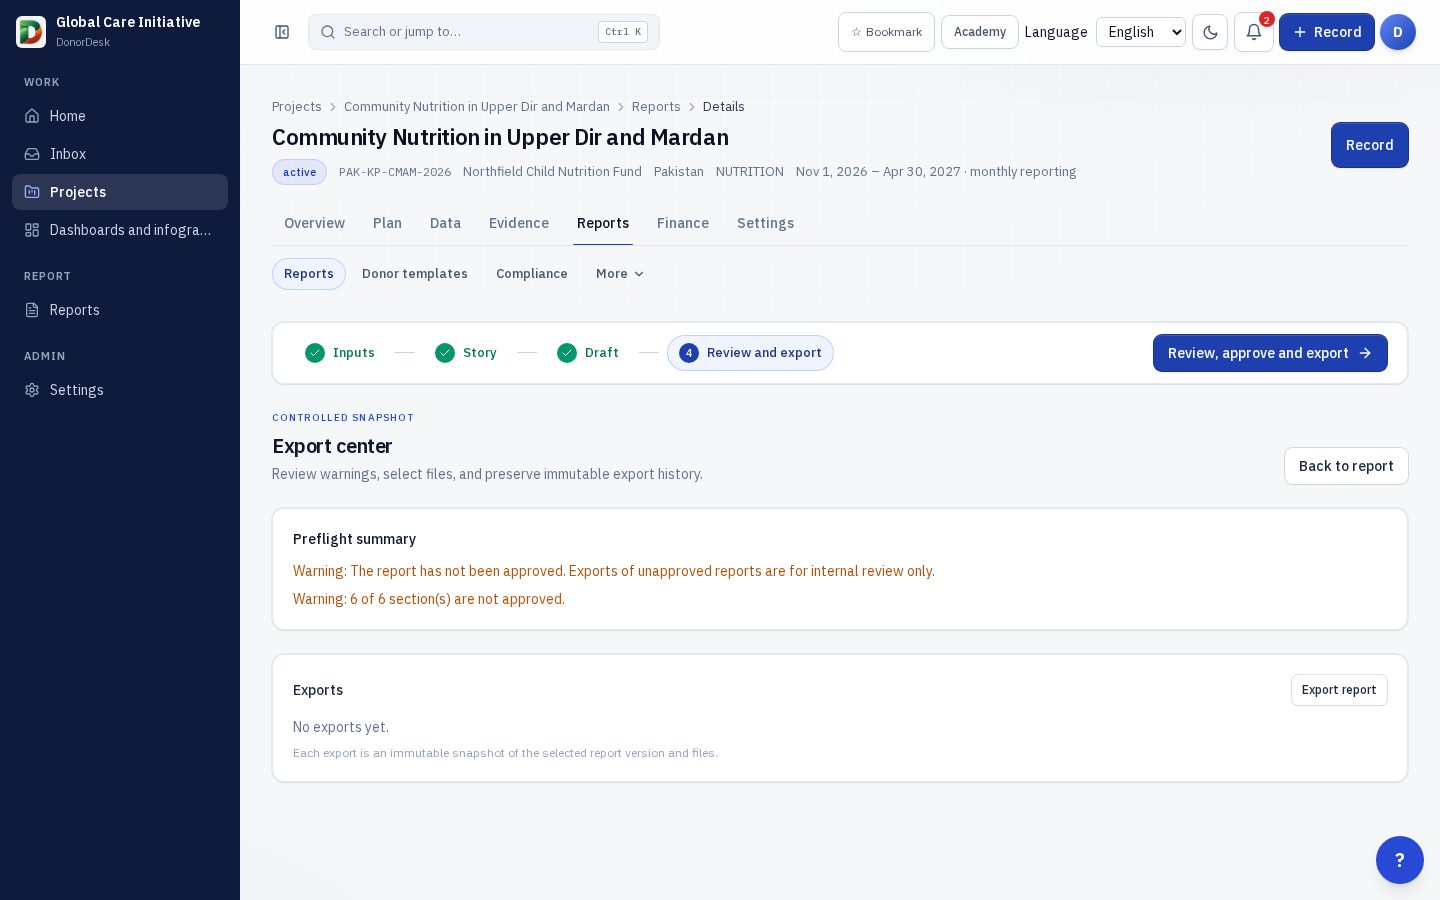 Global Care Initiative
DonorDesk
WORK
Home
Inbox
Projects
Dashboards and infogra…
REPORT
Reports
ADMIN
Settings
Search or jump to…
Ctrl K
☆ Bookmark
Academy
Language
English
2
+ Record
D
Projects > Community Nutrition in Upper Dir and Mardan > Reports > Details
Community Nutrition in Upper Dir and Mardan
Record
active PAK-KP-CMAM-2026 Northfield Child Nutrition Fund Pakistan NUTRITION Nov 1, 2026 – Apr 30, 2027 · monthly reporting
Overview Plan Data Evidence Reports Finance Settings
Reports Donor templates Compliance More
Inputs Story Draft 4 Review and export
Review, approve and export →
CONTROLLED SNAPSHOT
Export center
Review warnings, select files, and preserve immutable export history.
Back to report
Preflight summary
Warning: The report has not been approved. Exports of unapproved reports are for internal review only.
Warning: 6 of 6 section(s) are not approved.
Exports
Export report
No exports yet.
Each export is an immutable snapshot of the selected report version and files.
?